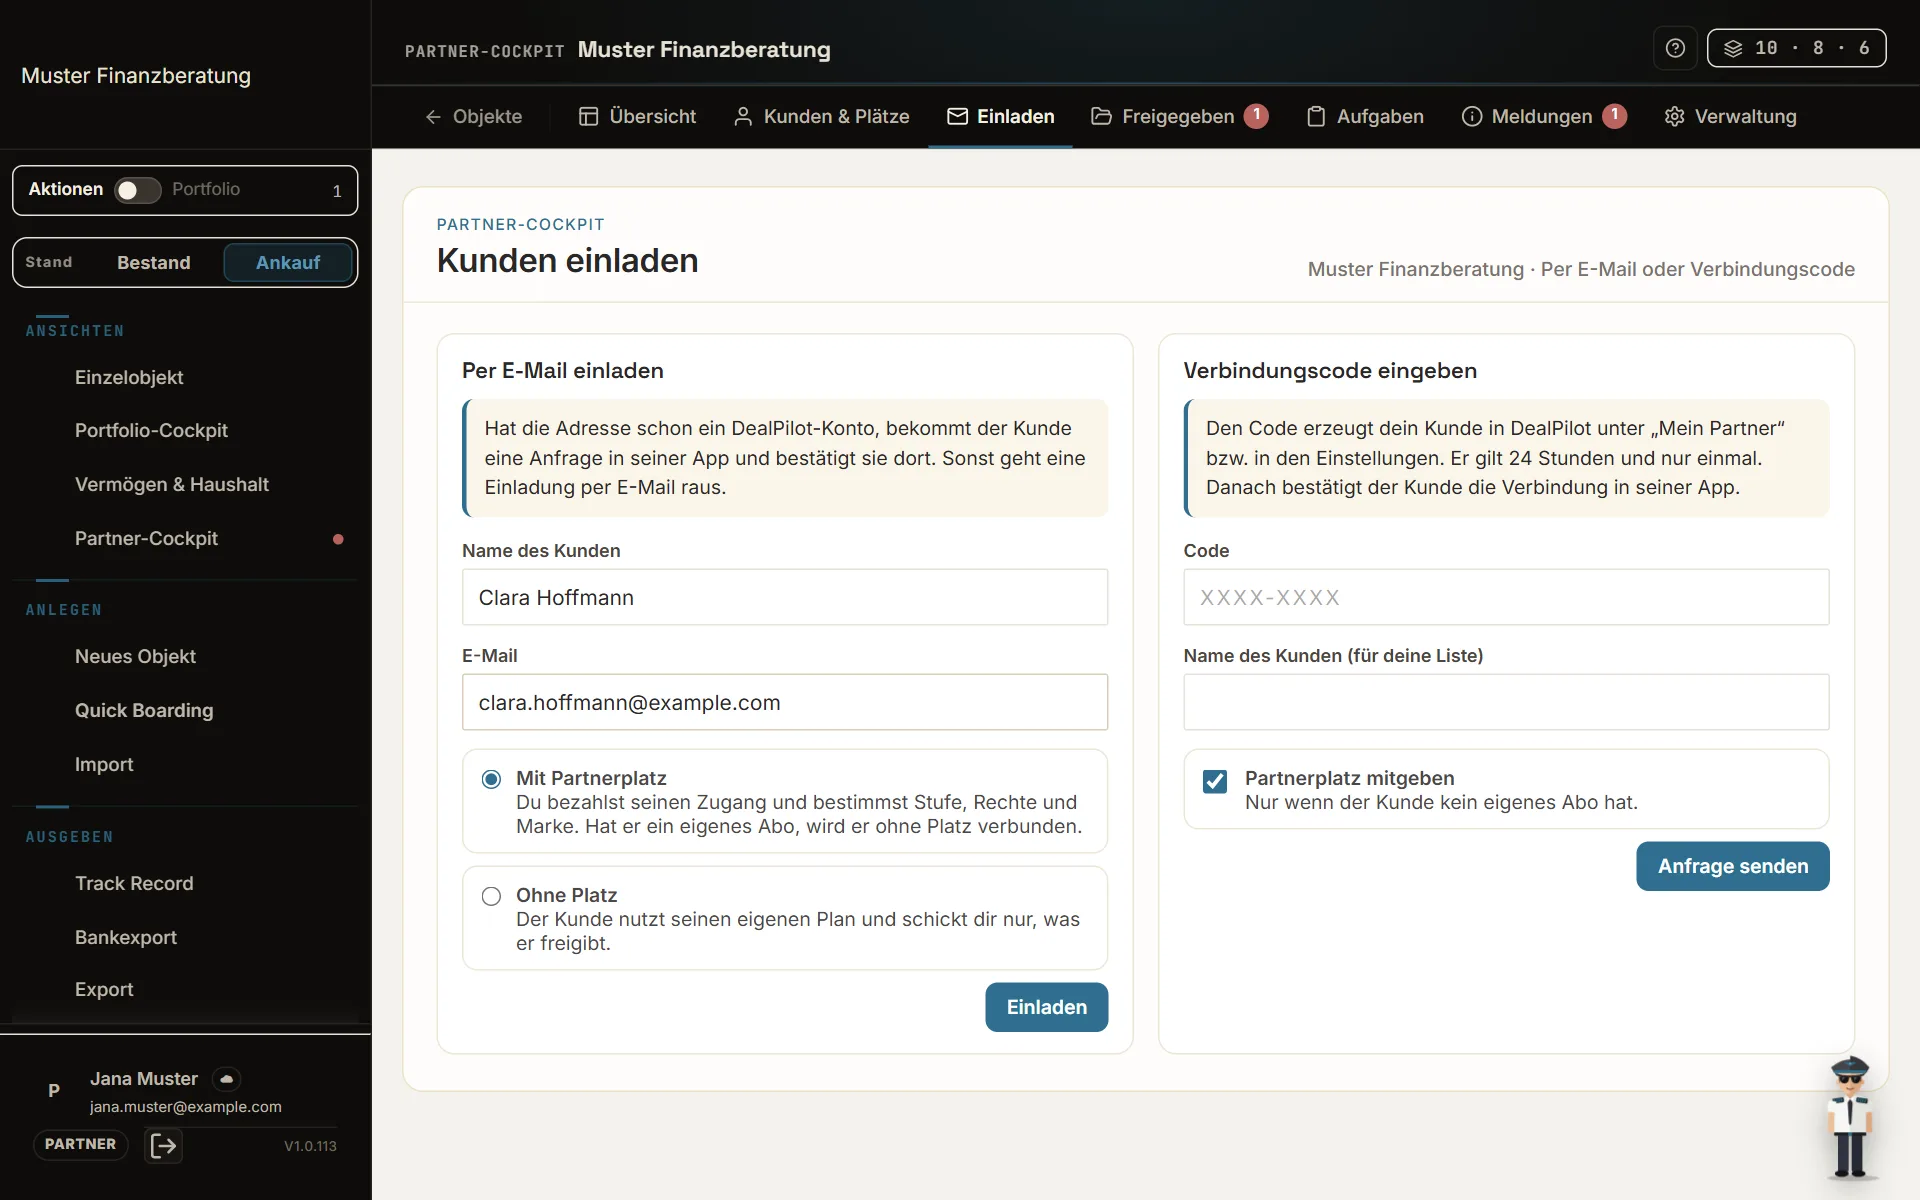 Muster Finanzberatung
Aktionen Portfolio 1
Stand Bestand Ankauf
ANSICHTEN
Einzelobjekt
Portfolio-Cockpit
Vermögen & Haushalt
Partner-Cockpit
ANLEGEN
Neues Objekt
Quick Boarding
Import
AUSGEBEN
Track Record
Bankexport
Export
P
Jana Muster
jana.muster@example.com
PARTNER
V1.0.113
PARTNER-COCKPIT Muster Finanzberatung
10 · 8 · 6
Objekte Übersicht Kunden & Plätze Einladen Freigegeben 1 Aufgaben Meldungen 1 Verwaltung
PARTNER-COCKPIT
Kunden einladen
Muster Finanzberatung · Per E-Mail oder Verbindungscode
Per E-Mail einladen
Hat die Adresse schon ein DealPilot-Konto, bekommt der Kunde
eine Anfrage in seiner App und bestätigt sie dort. Sonst geht eine
Einladung per E-Mail raus.
Name des Kunden
Clara Hoffmann
E-Mail
clara.hoffmann@example.com
Mit Partnerplatz
Du bezahlst seinen Zugang und bestimmst Stufe, Rechte und
Marke. Hat er ein eigenes Abo, wird er ohne Platz verbunden.
Ohne Platz
Der Kunde nutzt seinen eigenen Plan und schickt dir nur, was
er freigibt.
Einladen
Verbindungscode eingeben
Den Code erzeugt dein Kunde in DealPilot unter „Mein Partner“
bzw. in den Einstellungen. Er gilt 24 Stunden und nur einmal.
Danach bestätigt der Kunde die Verbindung in seiner App.
Code
XXXX-XXXX
Name des Kunden (für deine Liste)
Partnerplatz mitgeben
Nur wenn der Kunde kein eigenes Abo hat.
Anfrage senden